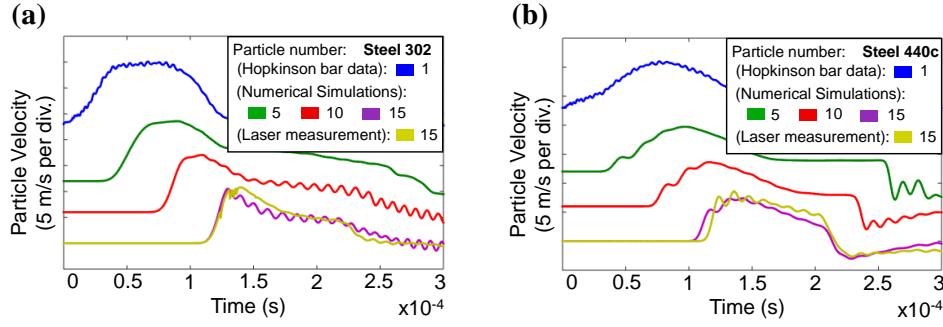 (a)
Particle number: Steel 302
(Hopkinson bar data): 1
(Numerical Simulations):
5 10 15
(Laser measurement): 15
Particle Velocity
(5 m/s per div.)
0 0.5 1 1.5 2 2.5 3
Time (s)
x10-4
(b)
Particle number: Steel 440c
(Hopkinson bar data): 1
(Numerical Simulations):
5 10 15
(Laser measurement): 15
Particle Velocity
(5 m/s per div.)
0 0.5 1 1.5 2 2.5 3
Time (s)
x10-4